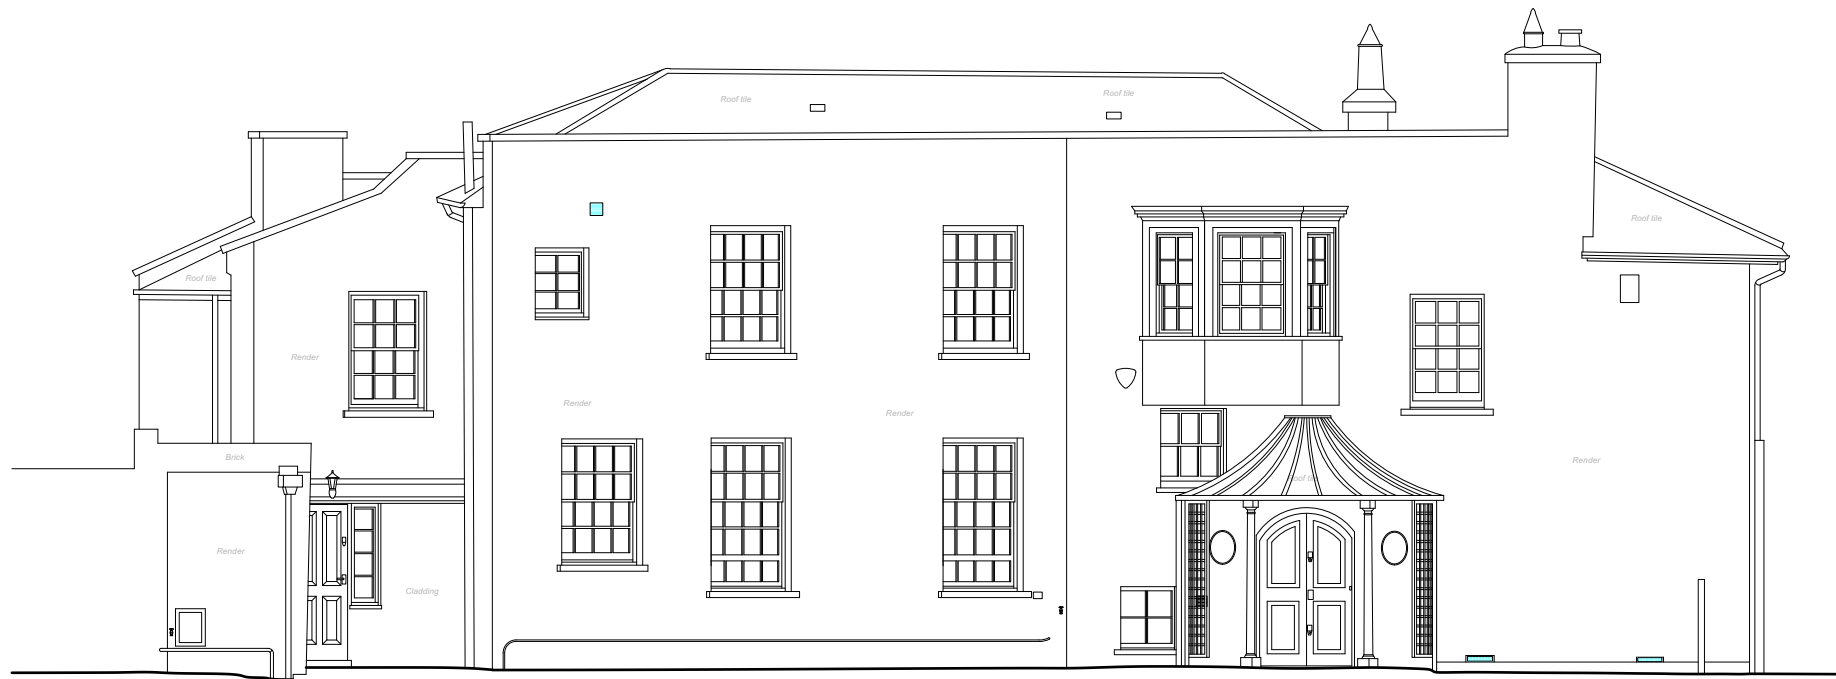 Roof tile
Roof tile
Roof tile
Roof tile
Render
Render
Render
Brick
Render
Roof tile
Render
Cladding